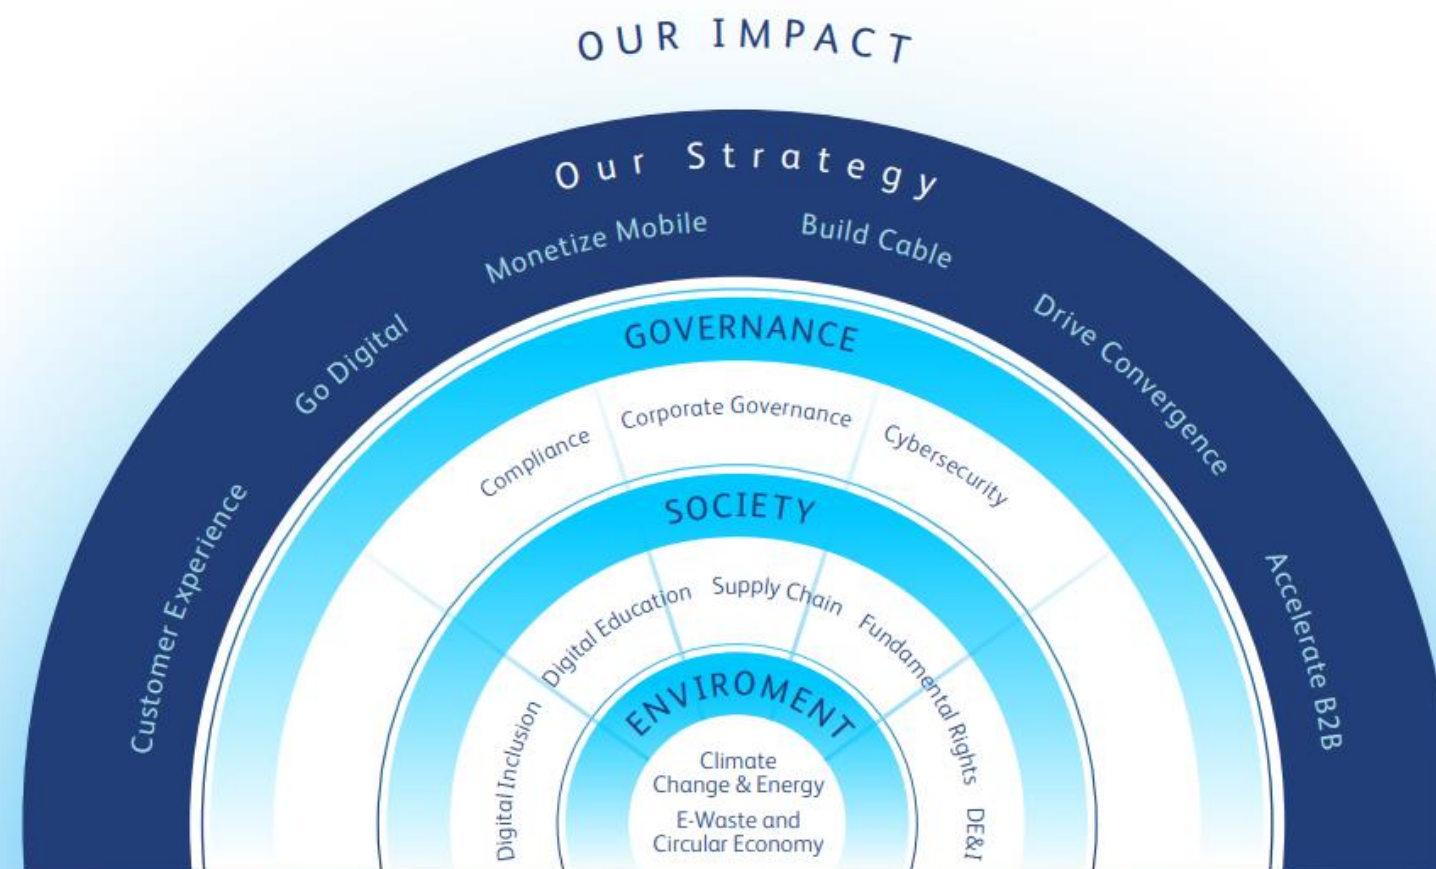 OUR IMPACT
Our Strategy
Customer Experience
Go Digital
Monetize Mobile
Build Cable
Drive Convergence
Accelerate B2B
GOVERNANCE
Compliance
Corporate Governance
Cybersecurity
SOCIETY
Digital Inclusion
Digital Education
Supply Chain
Fundamental Rights
DE&I
ENVIROMENT
Climate
Change & Energy
E-Waste and
Circular Economy